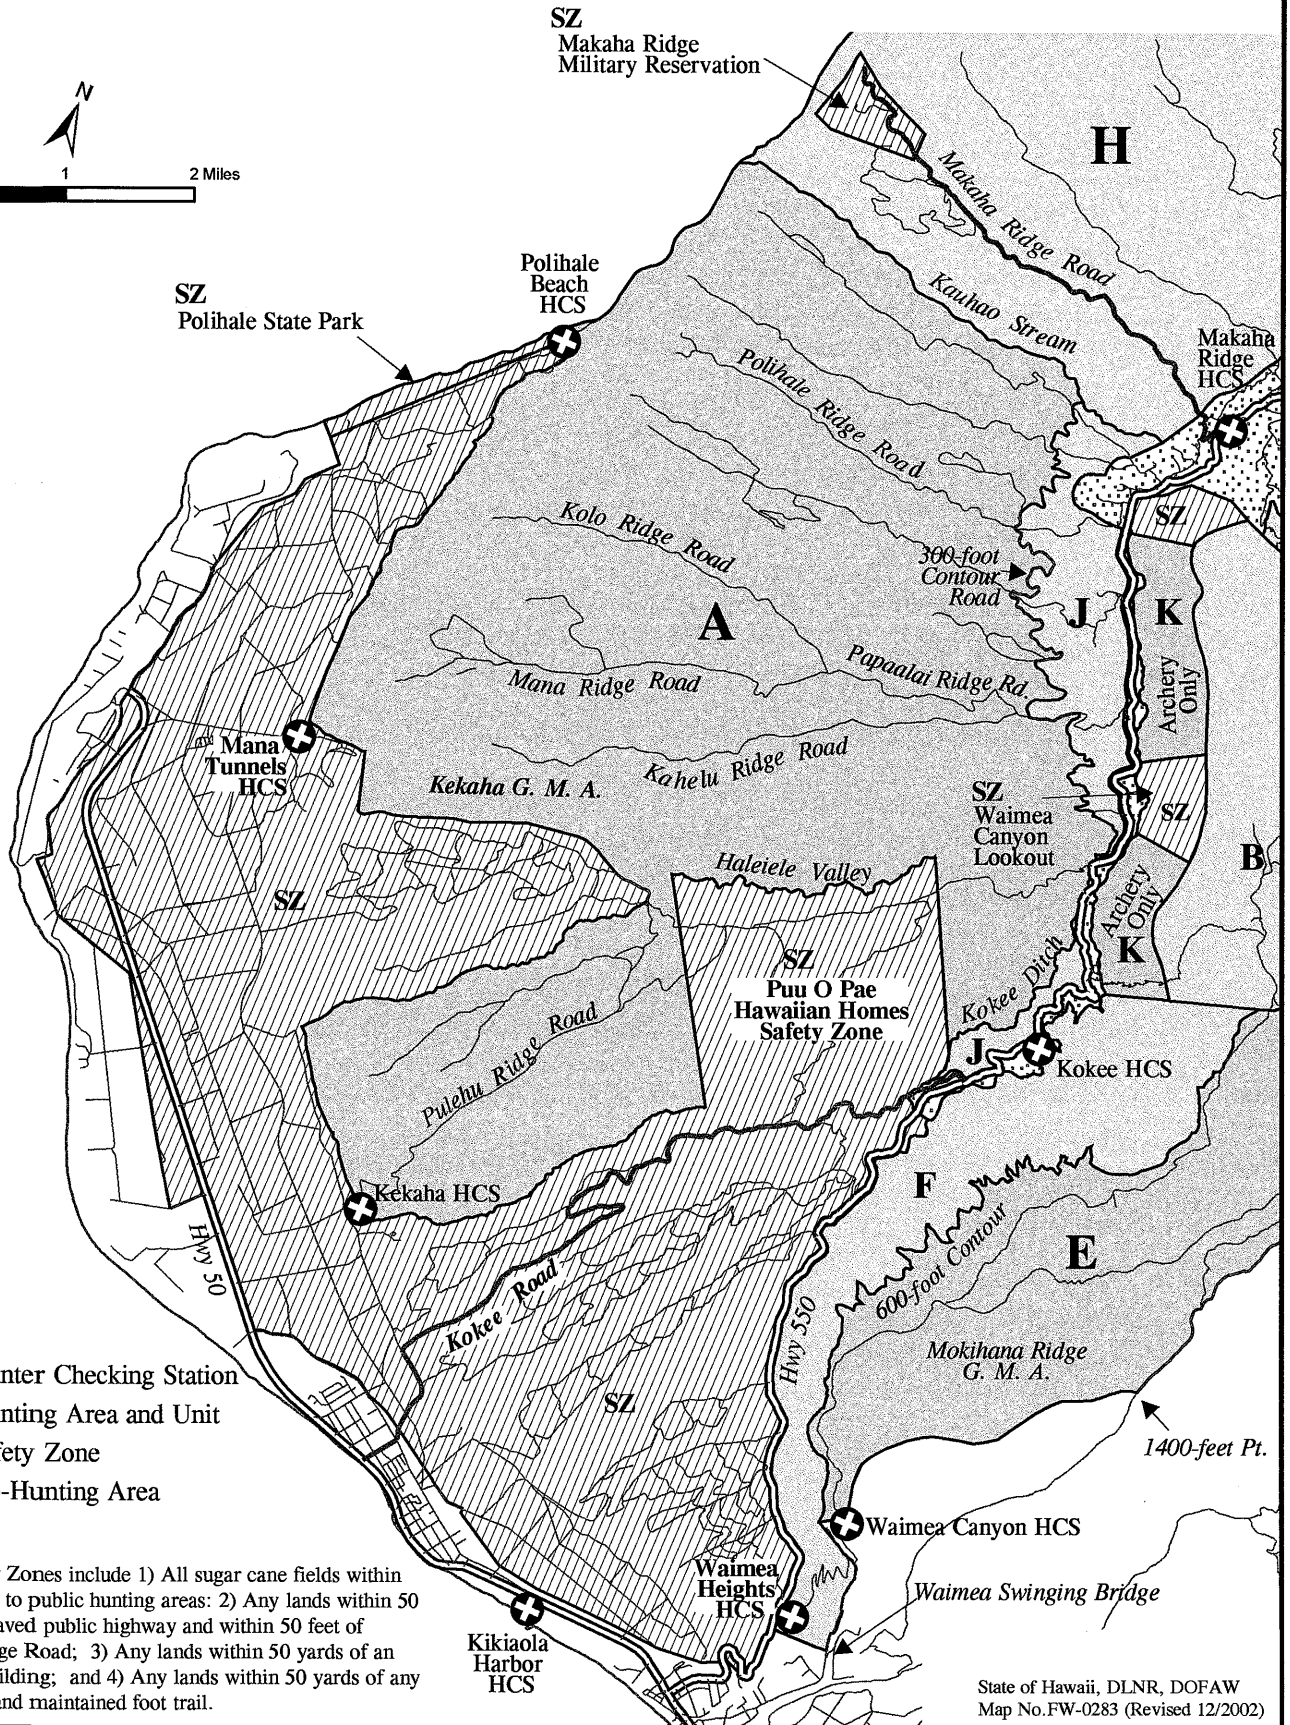 SZ
Makaha Ridge
Military Reservation
N
1
2 Miles
H
Makaha Ridge Road
Polihale
Beach
HCS
SZ
Polihale State Park
Kauhao Stream
Makaha
Ridge
HCS
Polihale Ridge Road
Kolo Ridge Road
SZ
300-foot
Contour
Road
A
J
K
Archery
Only
Mana Ridge Road
Papaalai Ridge Rd.
Mana
Tunnels
HCS
Kahelu Ridge Road
Kekaha G. M. A.
SZ
Waimea
Canyon
Lookout
SZ
Haleiele Valley
B
SZ
Archery
Only
K
SZ
Puu O Pae
Hawaiian Homes
Safety Zone
Kokee Ditch
J
Kokee HCS
Pulehu Ridge Road
Kekaha HCS
F
600-foot Contour
E
Hwy 50
Kokee Road
Hwy 550
Mokihana Ridge
G. M. A.
SZ
1400-feet Pt.
nter Checking Station
nting Area and Unit
fety Zone
-Hunting Area
Waimea Canyon HCS
Waimea
Heights
HCS
Waimea Swinging Bridge
Kikiaola
Harbor
HCS
Zones include 1) All sugar cane fields within
to public hunting areas: 2) Any lands within 50
aved public highway and within 50 feet of
ge Road; 3) Any lands within 50 yards of an
uilding; and 4) Any lands within 50 yards of any
and maintained foot trail.
State of Hawaii, DLNR, DOFAW
Map No.FW-0283 (Revised 12/2002)